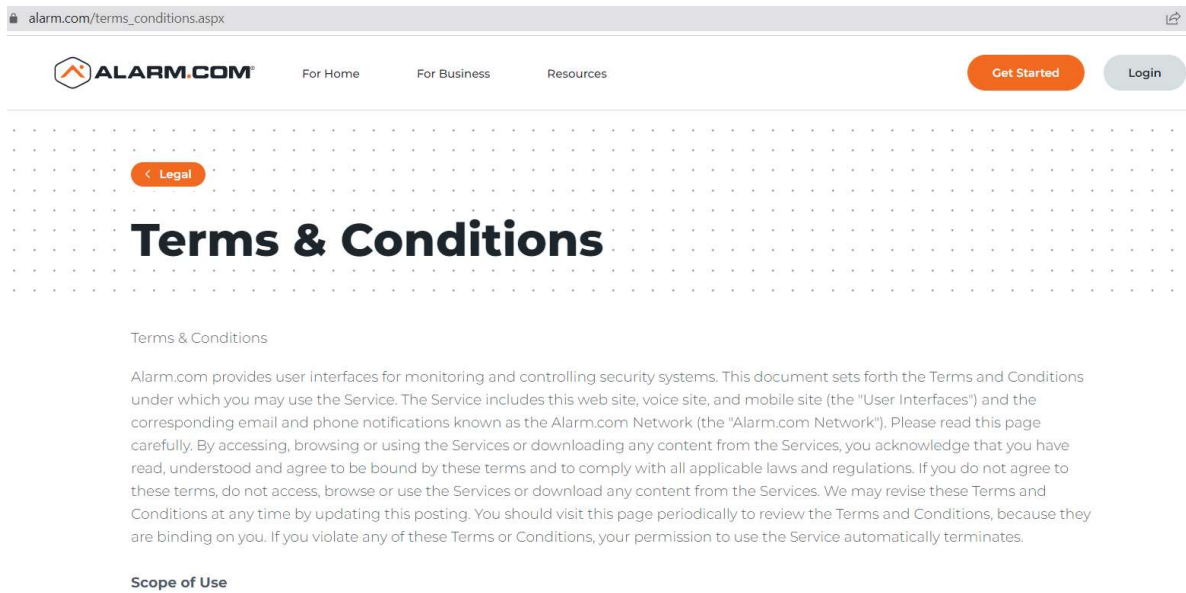 alarm.com/terms_conditions.aspx
ALARM.COM® For Home For Business Resources Get Started Login
< Legal
Terms & Conditions
Terms & Conditions
Alarm.com provides user interfaces for monitoring and controlling security systems. This document sets forth the Terms and Conditions
under which you may use the Service. The Service includes this web site, voice site, and mobile site (the "User Interfaces") and the
corresponding email and phone notifications known as the Alarm.com Network (the "Alarm.com Network"). Please read this page
carefully. By accessing, browsing or using the Services or downloading any content from the Services, you acknowledge that you have
read, understood and agree to be bound by these terms and to comply with all applicable laws and regulations. If you do not agree to
these terms, do not access, browse or use the Services or download any content from the Services. We may revise these Terms and
Conditions at any time by updating this posting. You should visit this page periodically to review the Terms and Conditions, because they
are binding on you. If you violate any of these Terms or Conditions, your permission to use the Service automatically terminates.
Scope of Use